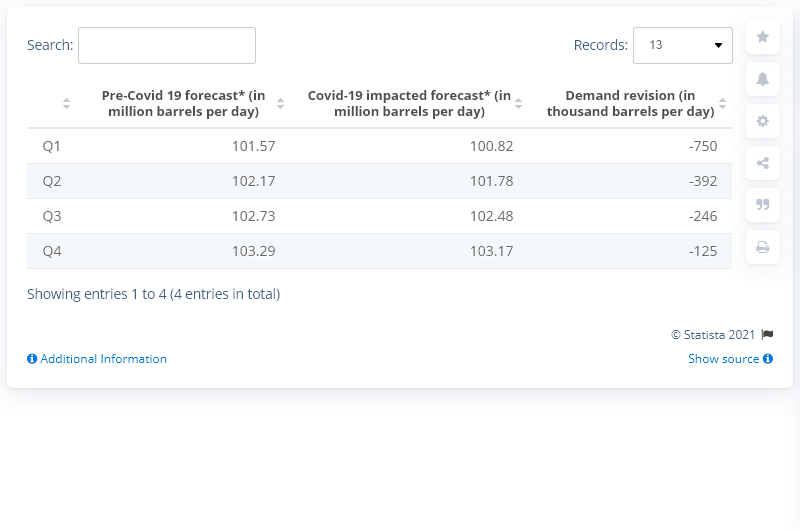 Search:
Records: 13
Pre-Covid 19 forecast* (in million barrels per day) Covid-19 impacted forecast* (in million barrels per day) Demand revision (in thousand barrels per day)
Q1 101.57 100.82 -750
Q2 102.17 101.78 -392
Q3 102.73 102.48 -246
Q4 103.29 103.17 -125
Showing entries 1 to 4 (4 entries in total)
© Statista 2021
Additional Information
Show source